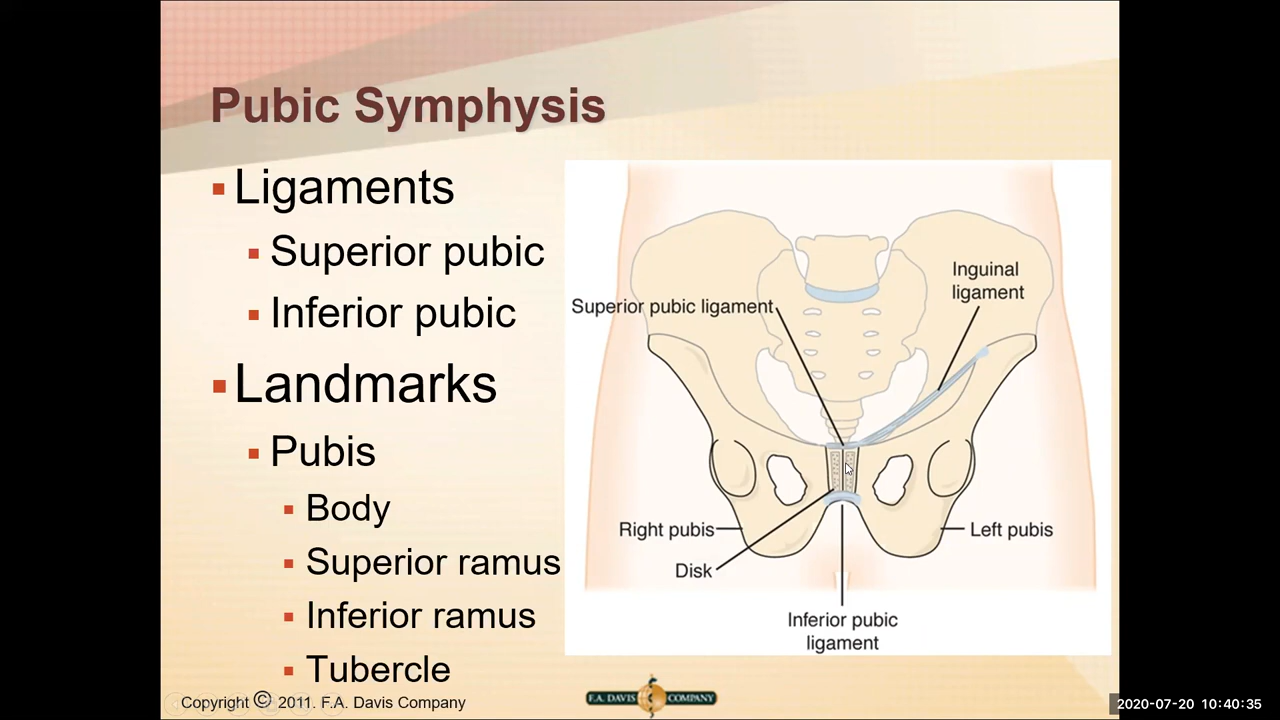 Pubic Symphysis
Ligaments
Superior pubic
Inferior pubic
Landmarks
Pubis
Body
Superior ramus
Inferior ramus
Tubercle
Inguinal
ligament
Superior pubic ligament
Right pubis
Left pubis
Disk
Inferior pubic
ligament
Copyright © 2011. F.A. Davis Company
F.A. DAVIS COMPANY
2020-07-20 10:40:35